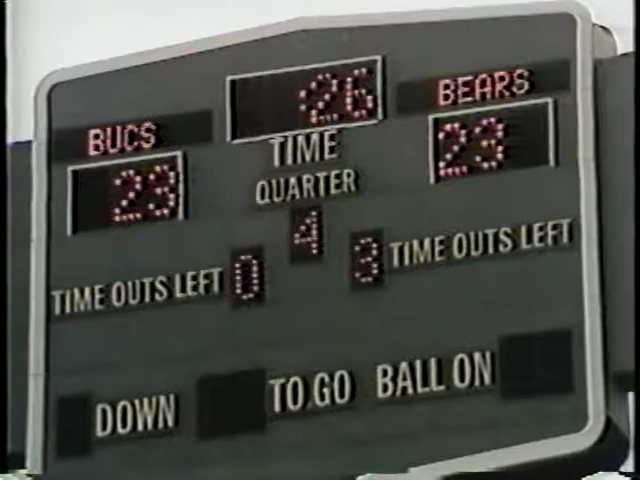 :26
BUCS BEARS
23 TIME 23
QUARTER
4
TIME OUTS LEFT 0 3 TIME OUTS LEFT
DOWN TO GO BALL ON